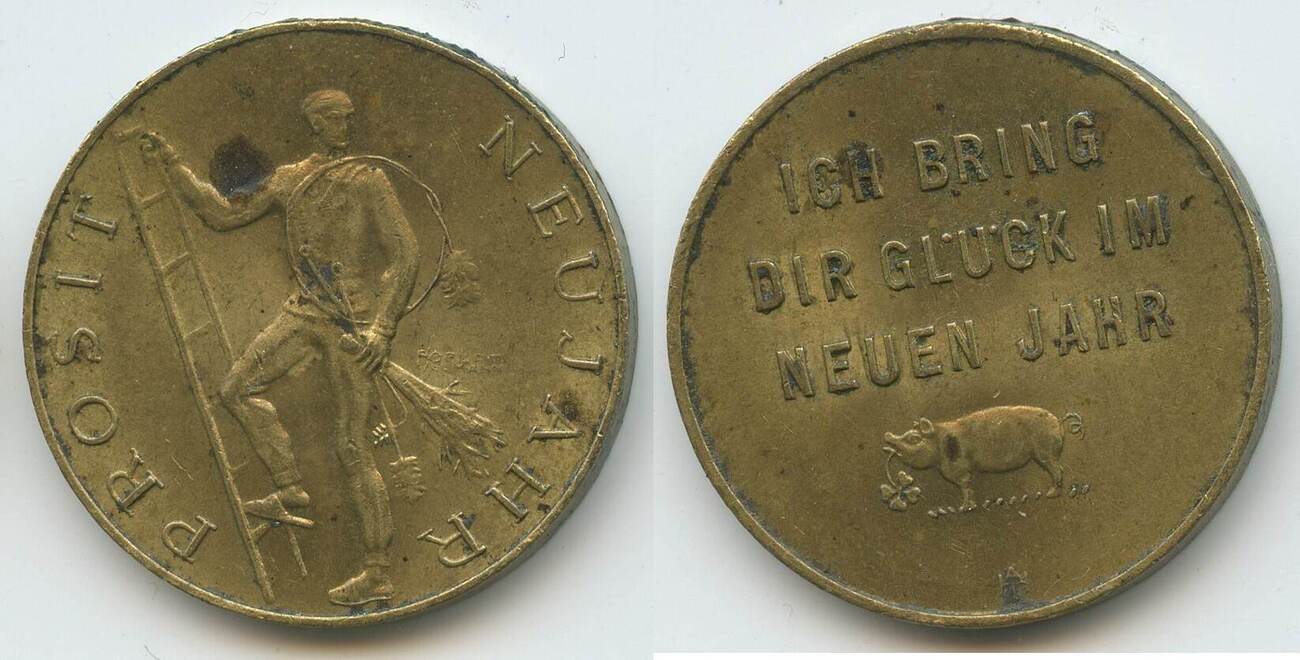 PROSIT NEUJAHR
ICH BRING
DIR GLÜCK IM
NEUEN JAHR